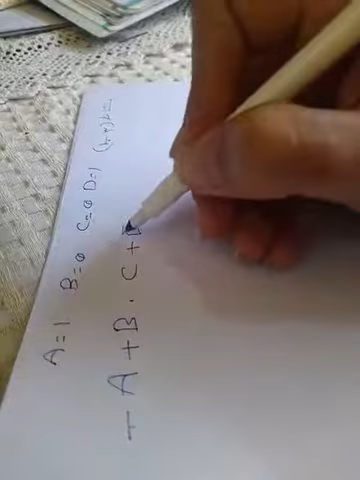 A=1 B=0 C=0 D=1
- A + B . C +